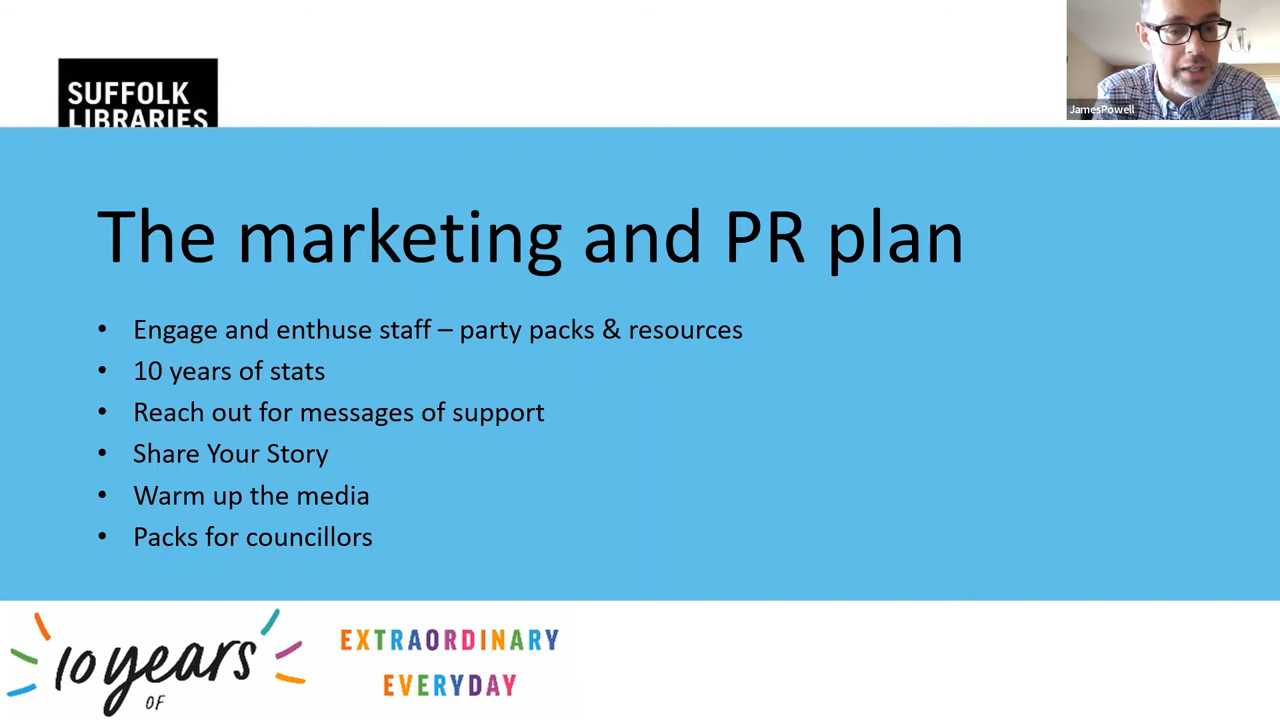 SUFFOLK
LIBRARIES
JamesPowell
The marketing and PR plan
• Engage and enthuse staff – party packs & resources
• 10 years of stats
• Reach out for messages of support
• Share Your Story
• Warm up the media
• Packs for councillors
10 years
OF
EXTRAORDINARY
EVERYDAY